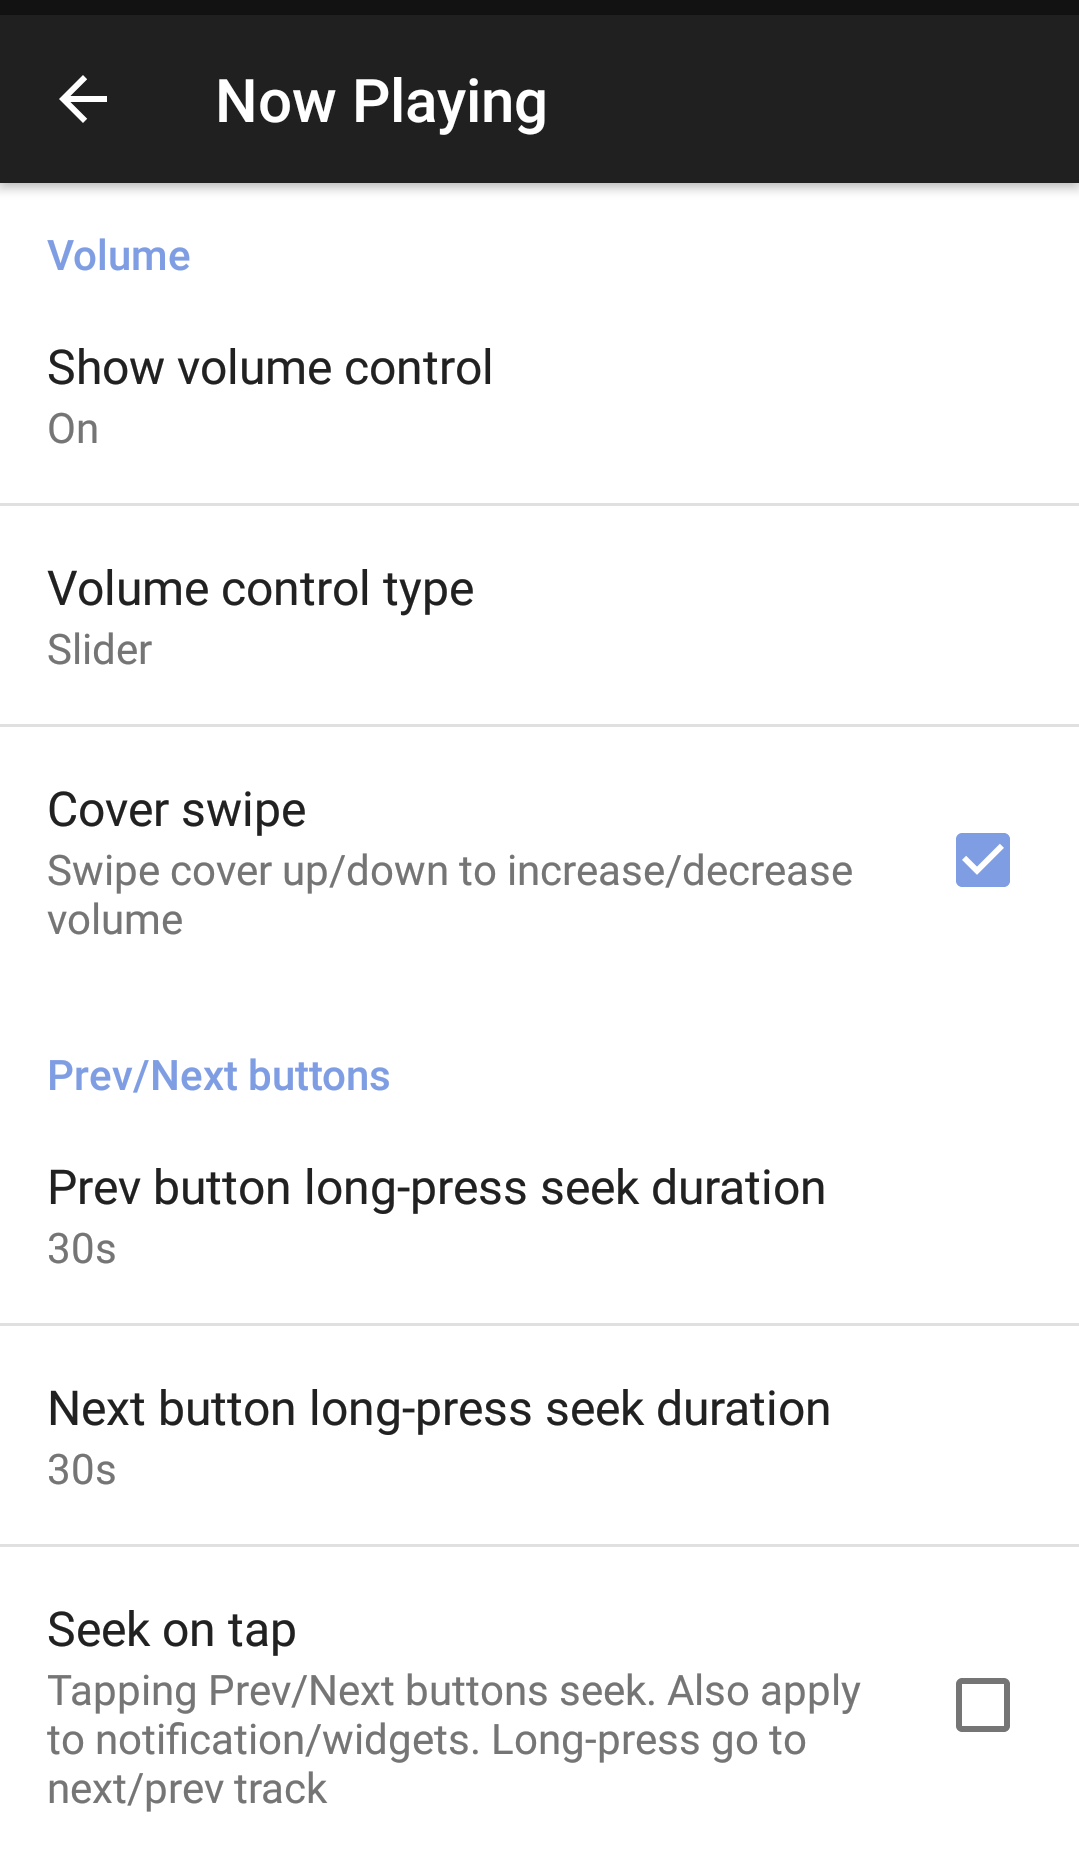 Now Playing
Volume
Show volume control
On
Volume control type
Slider
Cover swipe
Swipe cover up/down to increase/decrease
volume
Prev/Next buttons
Prev button long-press seek duration
30s
Next button long-press seek duration
30s
Seek on tap
Tapping Prev/Next buttons seek. Also apply
to notification/widgets. Long-press go to
next/prev track